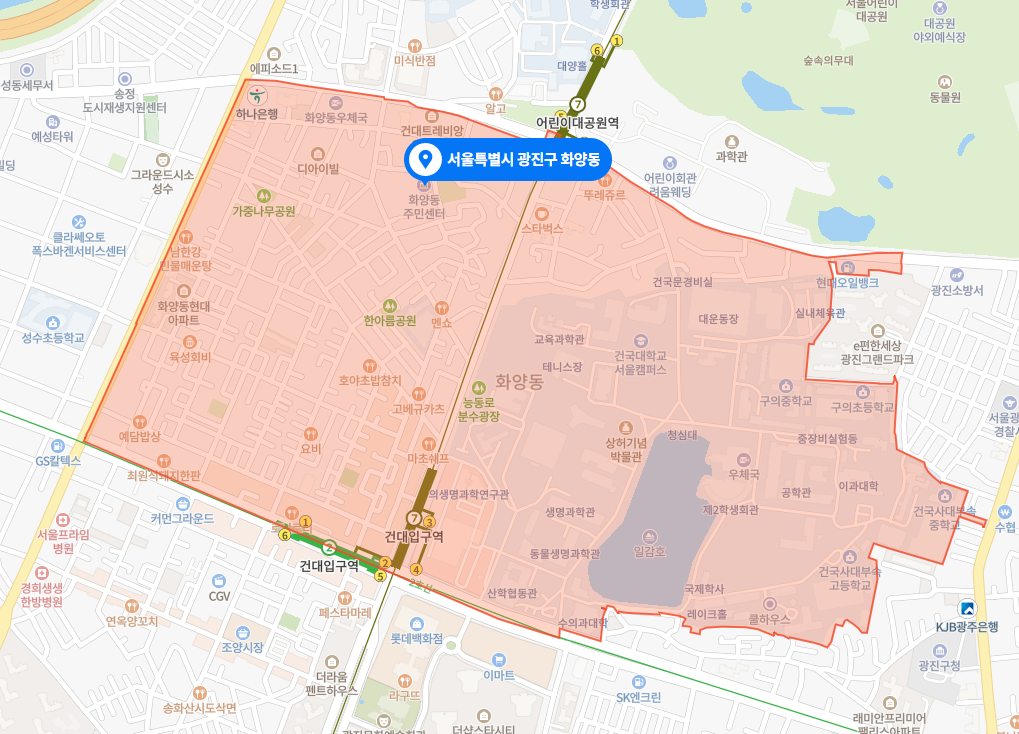 학생회관
서울어린이
대공원
대공원
야외예식장
6
1
에피소드1
미식반점
대양홀
숲속의무대
성동세무서
송정
도시재생지원센터
동물원
알고
7
하나은행
화양동우체국
건대트레비앙
어린이대공원역
예성타워
과학관
서울특별시 광진구 화양동
디아이빌
그라운드시소
성수
어린이회관
려움웨딩
뚜레쥬르
화양동
주민센터
가중나무공원
스타벅스
클라쎄오토
폭스바겐서비스센터
남한강
민물매운탕
건국문경비실
현대오일뱅크
광진소방서
화양동현대
아파트
한아름공원
멘쇼
대운동장
실내체육관
성수초등학교
교육과학관
건국대학교
서울캠퍼스
e편한세상
광진그랜드파크
육성회비
테니스장
호야초밥참치
화양동
고베규카츠
능동로
분수광장
구의중학교
구의초등학교
예담밥상
요비
상허기념
박물관
청심대
중장비실험동
GS칼텍스
마초쉐프
최원석돼지한판
우체국
의생명과학연구관
공학관
이과대학
커먼그라운드
생명과학관
제2학생회관
건국사대부속
중학교
수협
1
7
3
6
2
건대입구역
건대입구역
서울프라임
병원
동물생명과학관
일감호
2
4
5
2호선
건국사대부속
고등학교
경희생생
한방병원
CGV
산학협동관
국제학사
페스타마레
연옥양꼬치
레이크홀
쿨하우스
수의과대학
KJB광주은행
롯데백화점
조양시장
광진구청
더라움
펜트하우스
이마트
송화산시도삭면
라구뜨
SK엔크린
더샵스타시티
래미안프리미어
팰리스아파트